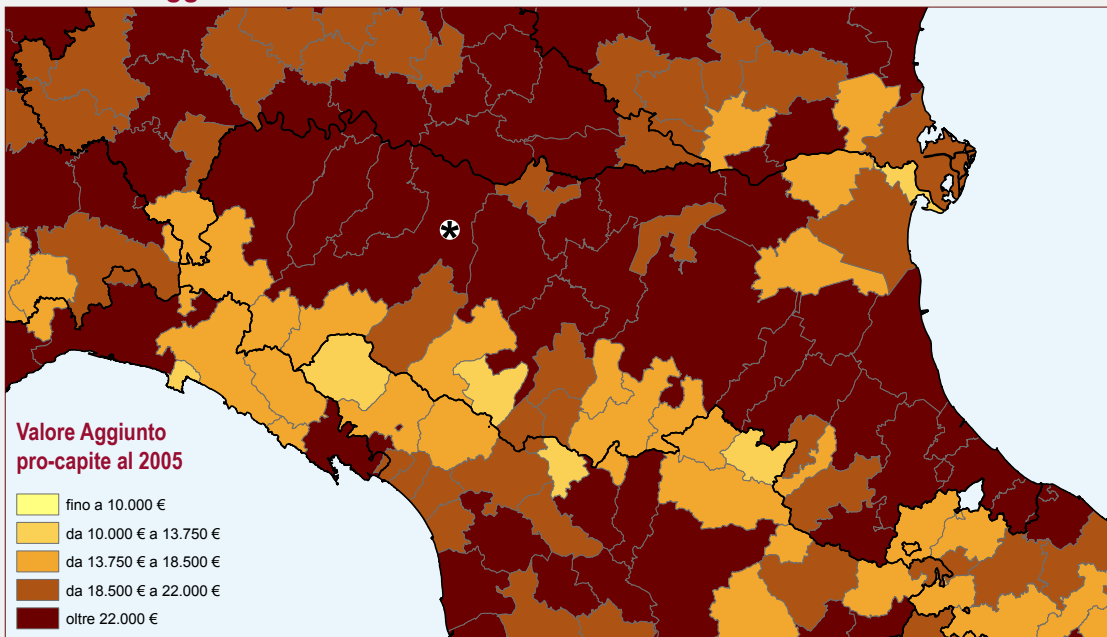 Valore Aggiunto
pro-capite al 2005
fino a 10.000 €
da 10.000 € a 13.750 €
da 13.750 € a 18.500 €
da 18.500 € a 22.000 €
oltre 22.000 €